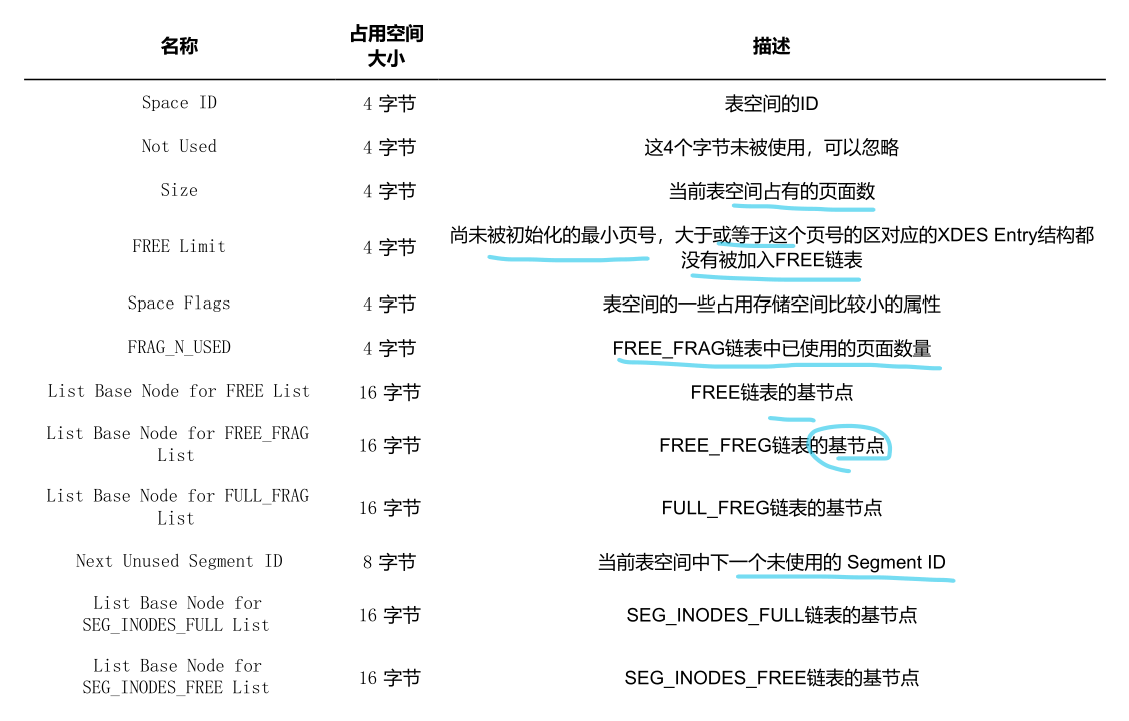 名称 占用空间 描述
大小
Space ID 4 字节 表空间的ID
Not Used 4 字节 这4个字节未被使用，可以忽略
Size 4 字节 当前表空间占有的页面数
FREE Limit 4 字节 尚未被初始化的最小页号，大于或等于这个页号的区对应的XDES Entry结构都
没有被加入FREE链表
Space Flags 4 字节 表空间的一些占用存储空间比较小的属性
FRAG_N_USED 4 字节 FREE_FRAG链表中已使用的页面数量
List Base Node for FREE List 16 字节 FREE链表的基节点
List Base Node for FREE_FRAG
List 16 字节 FREE_FREG链表的基节点
List Base Node for FULL_FRAG
List 16 字节 FULL_FREG链表的基节点
Next Unused Segment ID 8 字节 当前表空间中下一个未使用的 Segment ID
List Base Node for
SEG_INODES_FULL List 16 字节 SEG_INODES_FULL链表的基节点
List Base Node for
SEG_INODES_FREE List 16 字节 SEG_INODES_FREE链表的基节点